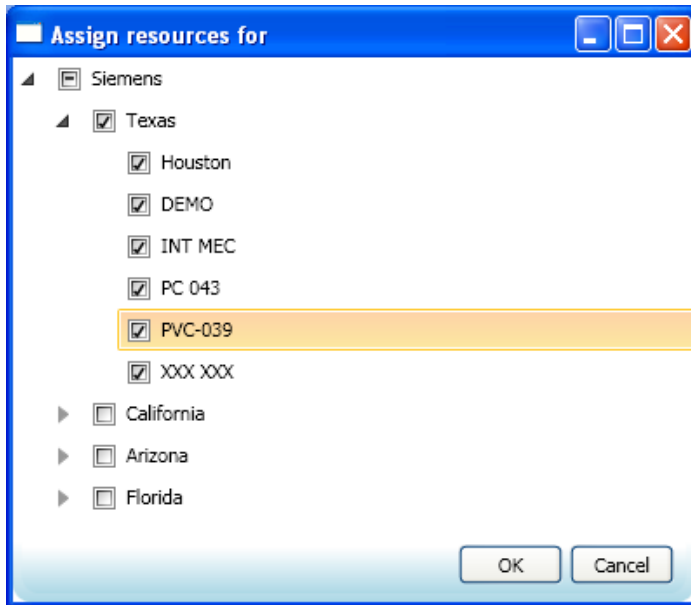 Assign resources for
Siemens
Texas
Houston
DEMO
INT MEC
PC 043
PVC-039
XXX XXX
California
Arizona
Florida
OK Cancel